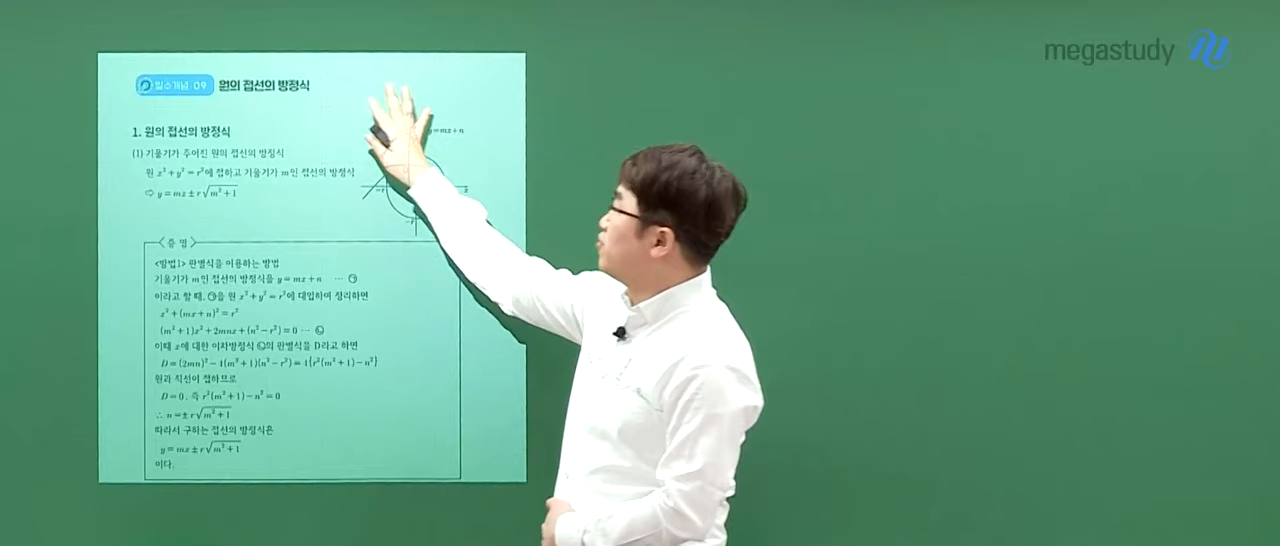 megastudy
필수개념 09 원의 접선의 방정식
1. 원의 접선의 방정식
y=mx+n
(1) 기울기가 주어진 원의 접선의 방정식
원 x²+y²=r²에 접하고 기울기가 m인 접선의 방정식
⇨ y=mx±r√(m²+1)
-r
x
-r
<증명>
<방법1> 판별식을 이용하는 방법
기울기가 m인 접선의 방정식을 y=mx+n ··· ㉠
이라고 할 때, ㉠을 원 x²+y²=r²에 대입하여 정리하면
x²+(mx+n)²=r²
(m²+1)x²+2mnx+(n²-r²)=0 ··· ㉡
이때 x에 대한 이차방정식 ㉡의 판별식을 D라고 하면
D=(2mn)²-4(m²+1)(n²-r²)=4{r²(m²+1)-n²}
원과 직선이 접하므로
D=0, 즉 r²(m²+1)-n²=0
∴ n=±r√(m²+1)
따라서 구하는 접선의 방정식은
y=mx±r√(m²+1)
이다.